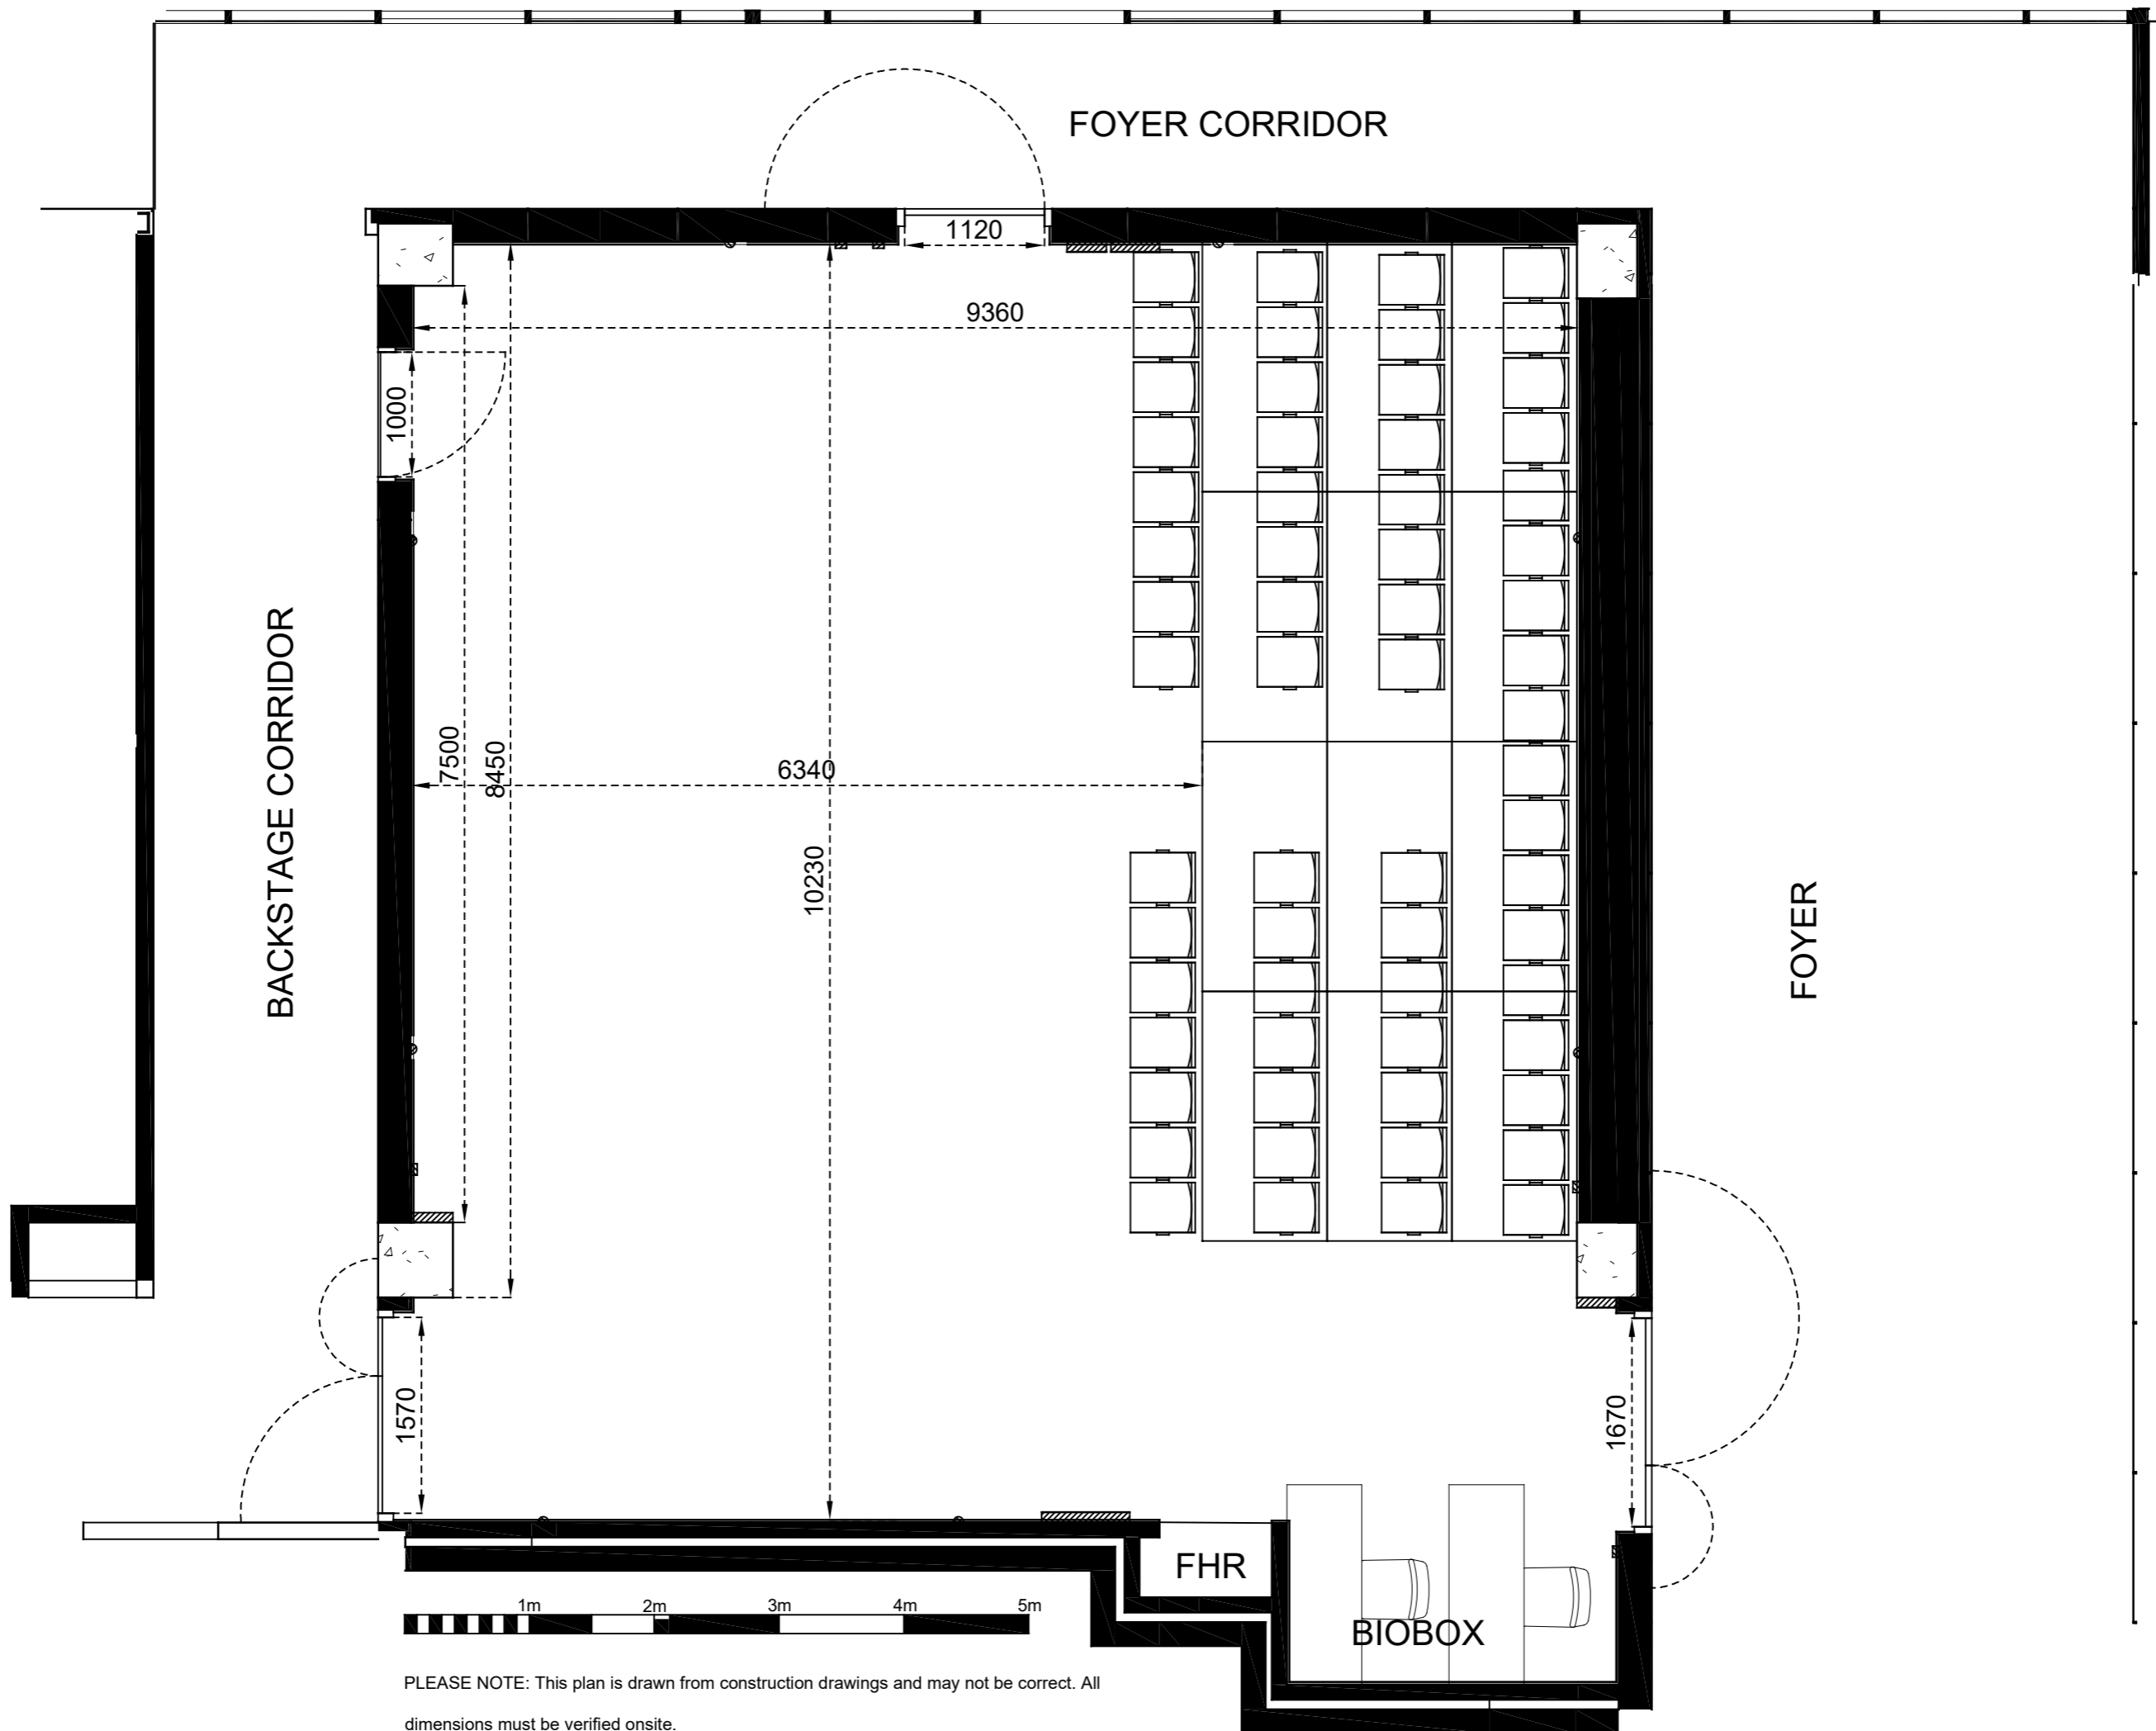 FOYER CORRIDOR
1120
9360
1000
BACKSTAGE CORRIDOR
7500
8450
6340
10230
FOYER
1570
1670
FHR
BIOBOX
1m 2m 3m 4m 5m
PLEASE NOTE: This plan is drawn from construction drawings and may not be correct. All
dimensions must be verified onsite.